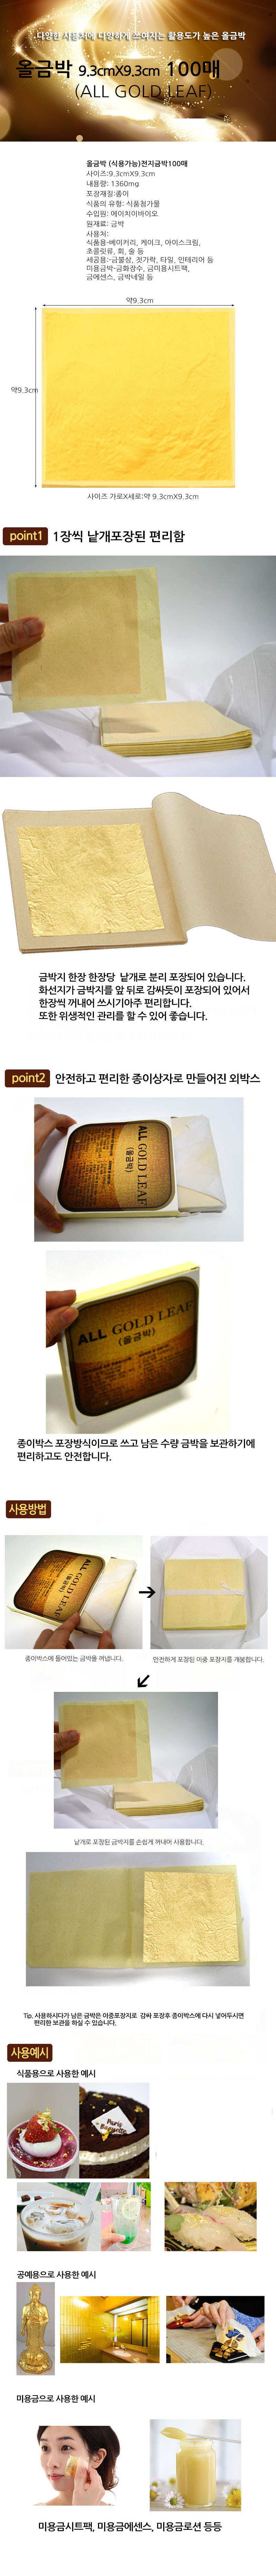 다양한 사용처에 다양하게 쓰여지는 활용도가 높은 올금박
올금박 9.3cmX9.3cm 100매
(ALL GOLD LEAF)
올금박 (식용가능)전지금박100매
사이즈:9.3cmX9.3cm
내용량: 1360mg
포장재질:종이
식품의 유형: 식품첨가물
수입원: 에이치이바이오
원재료: 금박
사용처:
식품용-베이커리, 케이크, 아이스크림,
초콜릿류, 회, 술 등
세공용:-금불상, 젓가락, 타일, 인테리어 등
미용금박-금화장수, 금미용시트팩,
금에센스, 금박네일 등
약9.3cm
약9.3cm
사이즈 가로X세로:약 9.3cmX9.3cm
point1 1장씩 낱개포장된 편리함
금박지 한장 한장당 낱개로 분리 포장되어 있습니다.
화선지가 금박지를 앞 뒤로 감싸듯이 포장되어 있어서
한장씩 꺼내어 쓰시기아주 편리합니다.
또한 위생적인 관리를 할 수 있어 좋습니다.
point2 안전하고 편리한 종이상자로 만들어진 외박스
ALL GOLD LEAF
(올금박)
ALL GOLD LEAF
(올금박)
종이박스 포장방식이므로 쓰고 남은 수량 금박을 보관하기에
편리하고도 안전합니다.
사용방법
ALL GOLD LEAF
(올금박)
종이박스에 들어있는 금박을 꺼냅니다.
안전하게 포장된 이중 포장지를 개봉합니다.
낱개로 포장된 금박지를 손쉽게 꺼내어 사용합니다.
Tip. 사용하시다가 남은 금박은 이중포장지로 감싸 포장후 종이박스에 다시 넣어두시면
편리한 보관을 하실 수 있습니다.
사용예시
식품용으로 사용한 예시
Paris
Baguette
공예용으로 사용한 예시
미용금으로 사용한 예시
미용금시트팩, 미용금에센스, 미용금로션 등등